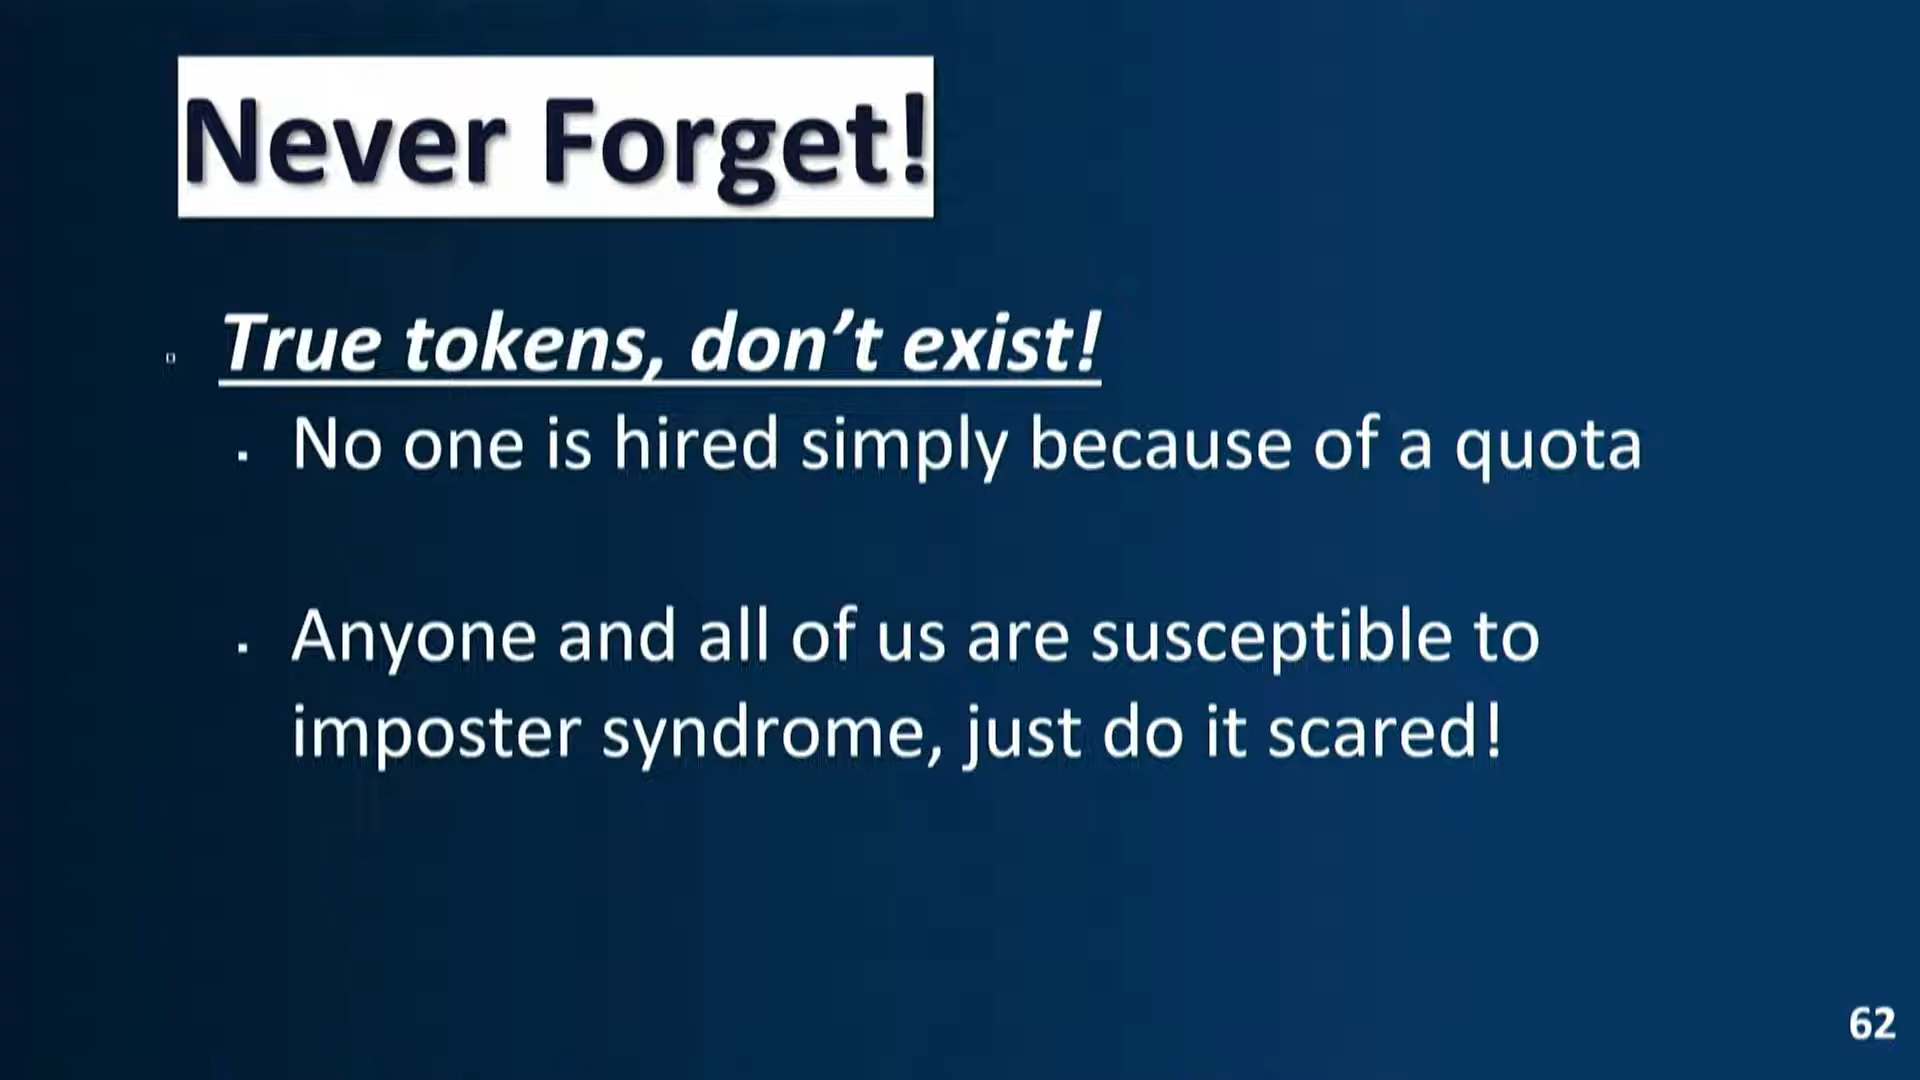 Never Forget!
True tokens, don’t exist!
No one is hired simply because of a quota
Anyone and all of us are susceptible to
imposter syndrome, just do it scared!
62